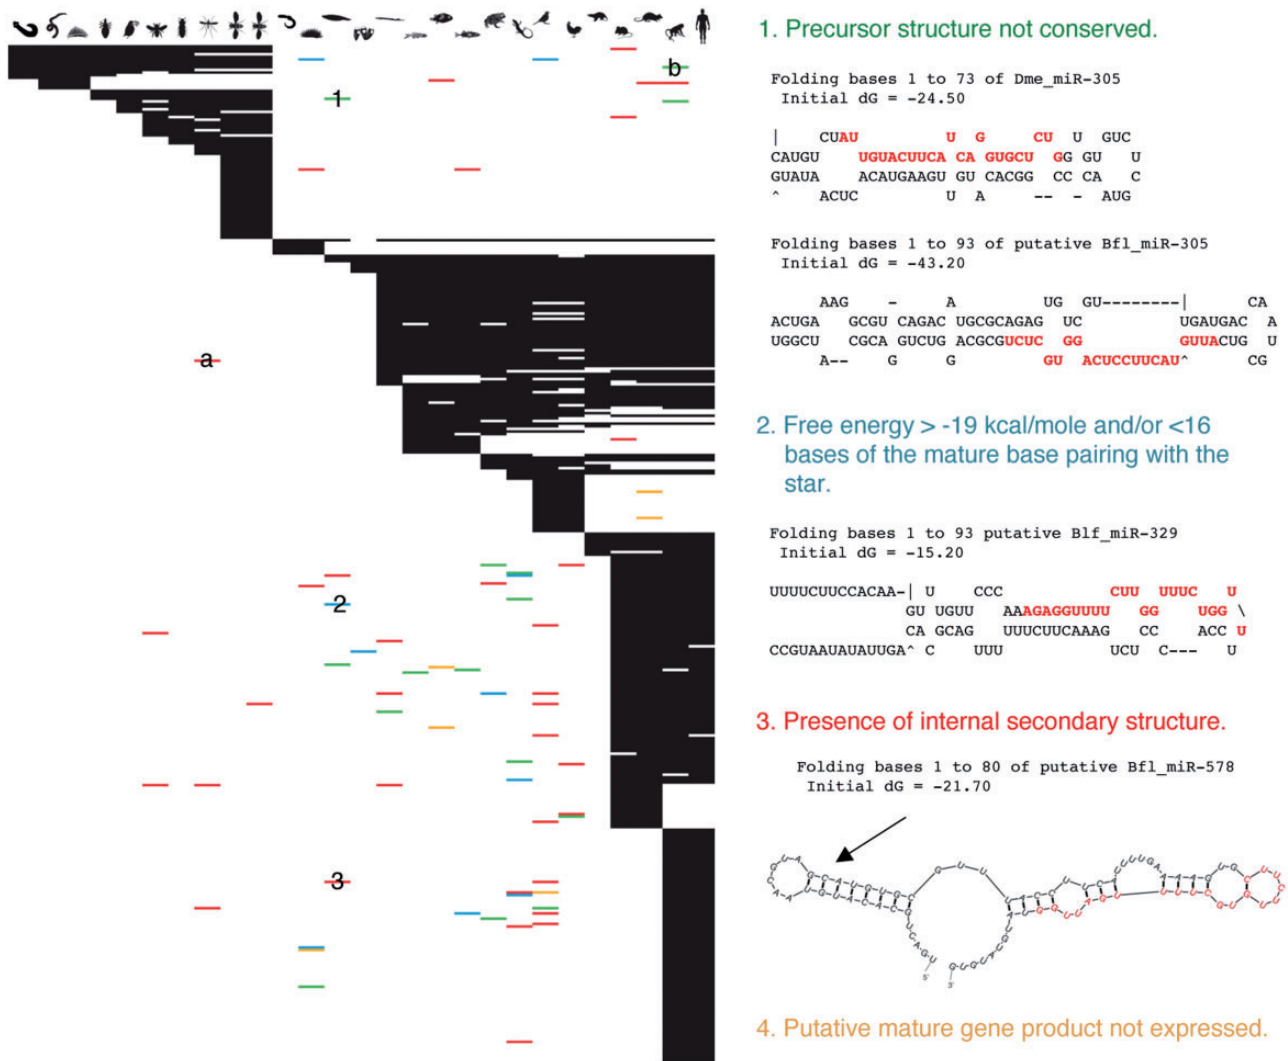 b
1
a
2
3
1. Precursor structure not conserved.
Folding bases 1 to 73 of Dme_miR-305
Initial dG = -24.50
|    CUAU       U G   CU  U  GUC
CAUGU   UGUACUUCA CA GUGCU  GG GU   U
GUAUA   ACAUGAAGU GU CACGG  CC CA   C
^   ACUC       U A   --  -  AUG
Folding bases 1 to 93 of putative Bfl_miR-305
Initial dG = -43.20
AAG    -     A        UG  GU--------|       CA
ACUGA   GCGU CAGAC UGCGCAGAG  UC          UGAUGAC  A
UGGCU   CGCA GUCUG ACGCGUCUC  GG          GUUACUG  U
A--    G     G        GU  ACUCCUUCAU^       CG
2. Free energy > -19 kcal/mole and/or <16
bases of the mature base pairing with the
star.
Folding bases 1 to 93 putative Blf_miR-329
Initial dG = -15.20
UUUUCUUCCACAA-| U    CCC          CUU  UUUC   U
GU UGUU   AAAGAGGUUUU   GG    UGG \
CA GCAG   UUUCUUCAAAG   CC    ACC U
CCGUAAUAUAUUGA^ C    UUU          UCU  C---   U
3. Presence of internal secondary structure.
Folding bases 1 to 80 of putative Bfl_miR-578
Initial dG = -21.70
5'
3'
4. Putative mature gene product not expressed.